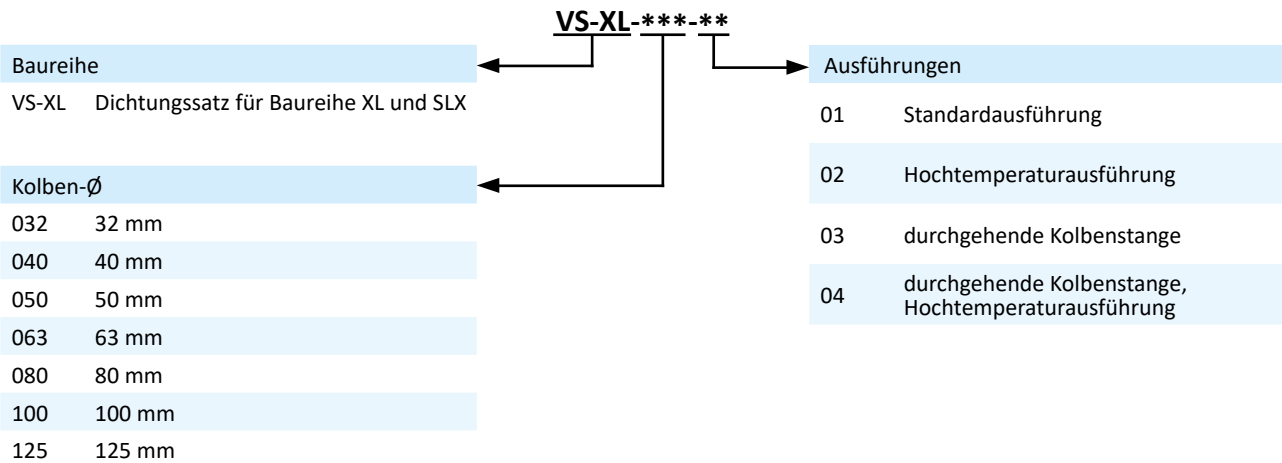 VS-XL-***-**
Baureihe
VS-XL Dichtungssatz für Baureihe XL und SLX
Kolben-Ø
032 32 mm
040 40 mm
050 50 mm
063 63 mm
080 80 mm
100 100 mm
125 125 mm
Ausführungen
01 Standardausführung
02 Hochtemperaturausführung
03 durchgehende Kolbenstange
04 durchgehende Kolbenstange,
Hochtemperaturausführung